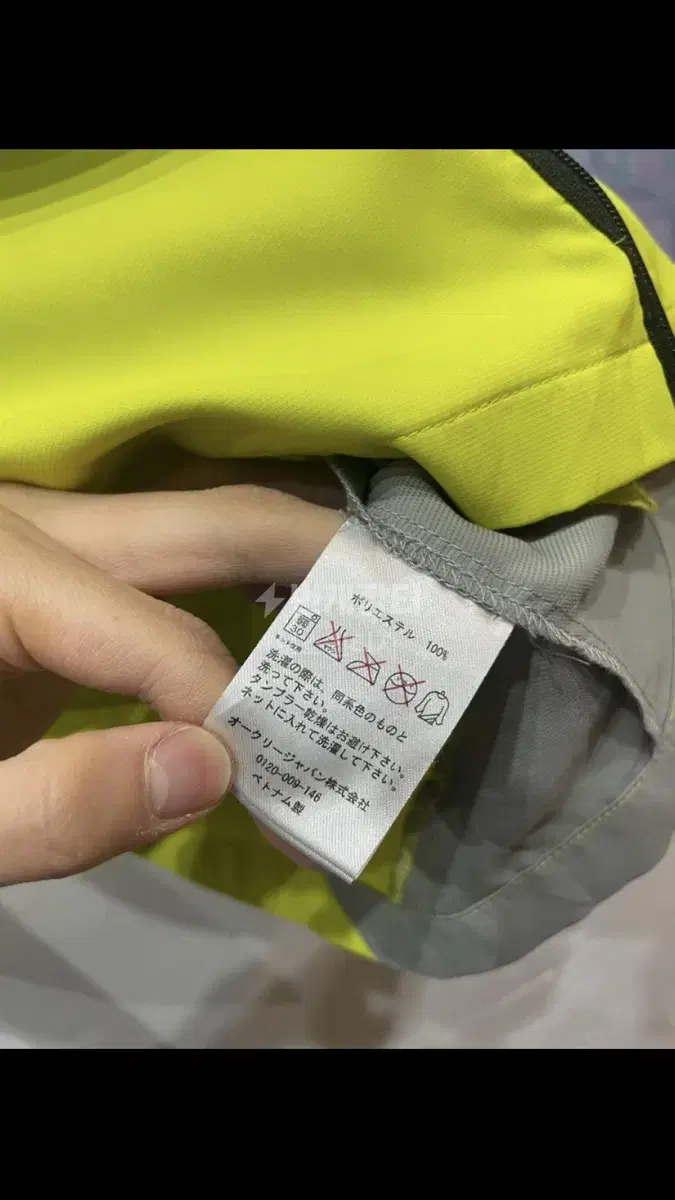 ポリエステル 100%
30
洗濯の際は、同系色のものと
洗って下さい。
タンブラー乾燥はお避け下さい。
ネットに入れて洗濯して下さい。
オークリージャパン株式会社
0120-009-146
ベトナム製